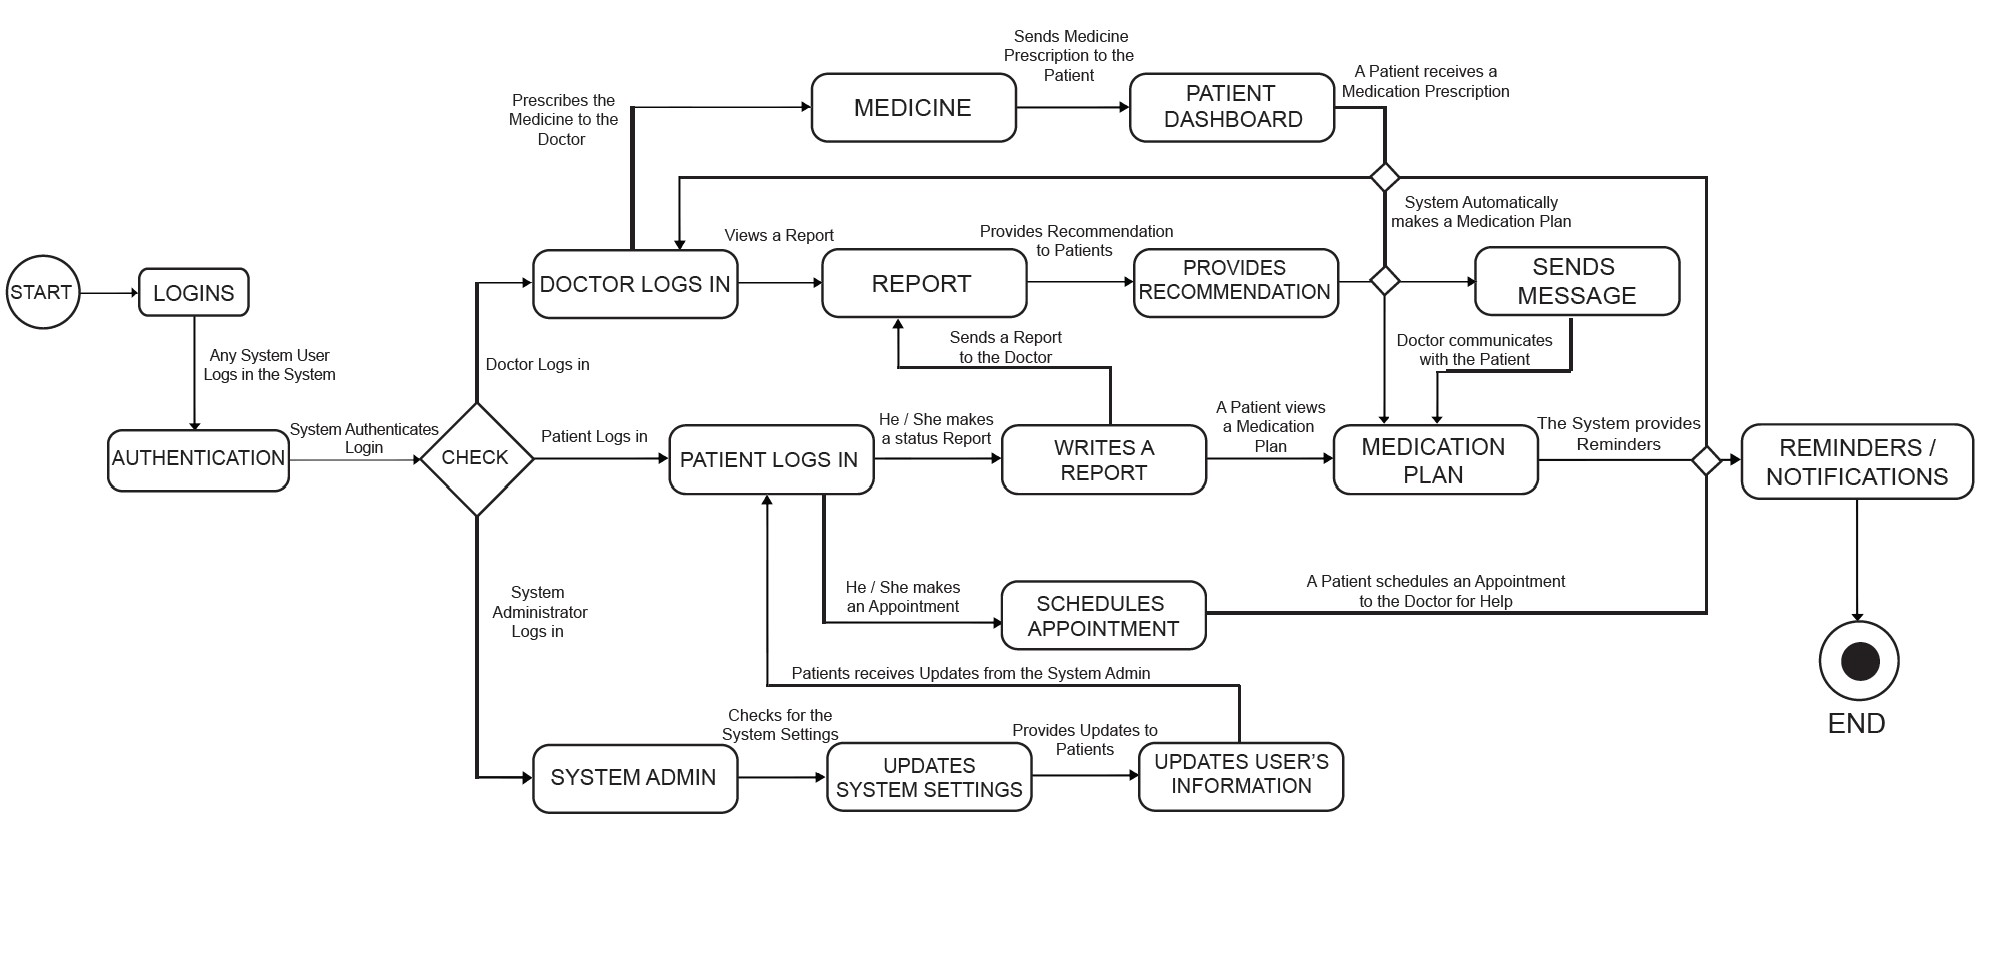 Sends Medicine
Prescription to the
Patient
A Patient receives a
Medication Prescription
Prescribes the
Medicine to the
Doctor
MEDICINE
PATIENT
DASHBOARD
System Automatically
makes a Medication Plan
Views a Report
Provides Recommendation
to Patients
START
LOGINS
DOCTOR LOGS IN
REPORT
PROVIDES
RECOMMENDATION
SENDS
MESSAGE
Any System User
Logs in the System
Doctor Logs in
Sends a Report
to the Doctor
Doctor communicates
with the Patient
System Authenticates
Login
Patient Logs in
He / She makes
a status Report
A Patient views
a Medication
Plan
The System provides
Reminders
AUTHENTICATION
CHECK
PATIENT LOGS IN
WRITES A
REPORT
MEDICATION
PLAN
REMINDERS /
NOTIFICATIONS
System
Administrator
Logs in
He / She makes
an Appointment
SCHEDULES
APPOINTMENT
A Patient schedules an Appointment
to the Doctor for Help
Patients receives Updates from the System Admin
END
Checks for the
System Settings
Provides Updates to
Patients
SYSTEM ADMIN
UPDATES
SYSTEM SETTINGS
UPDATES USER'S
INFORMATION